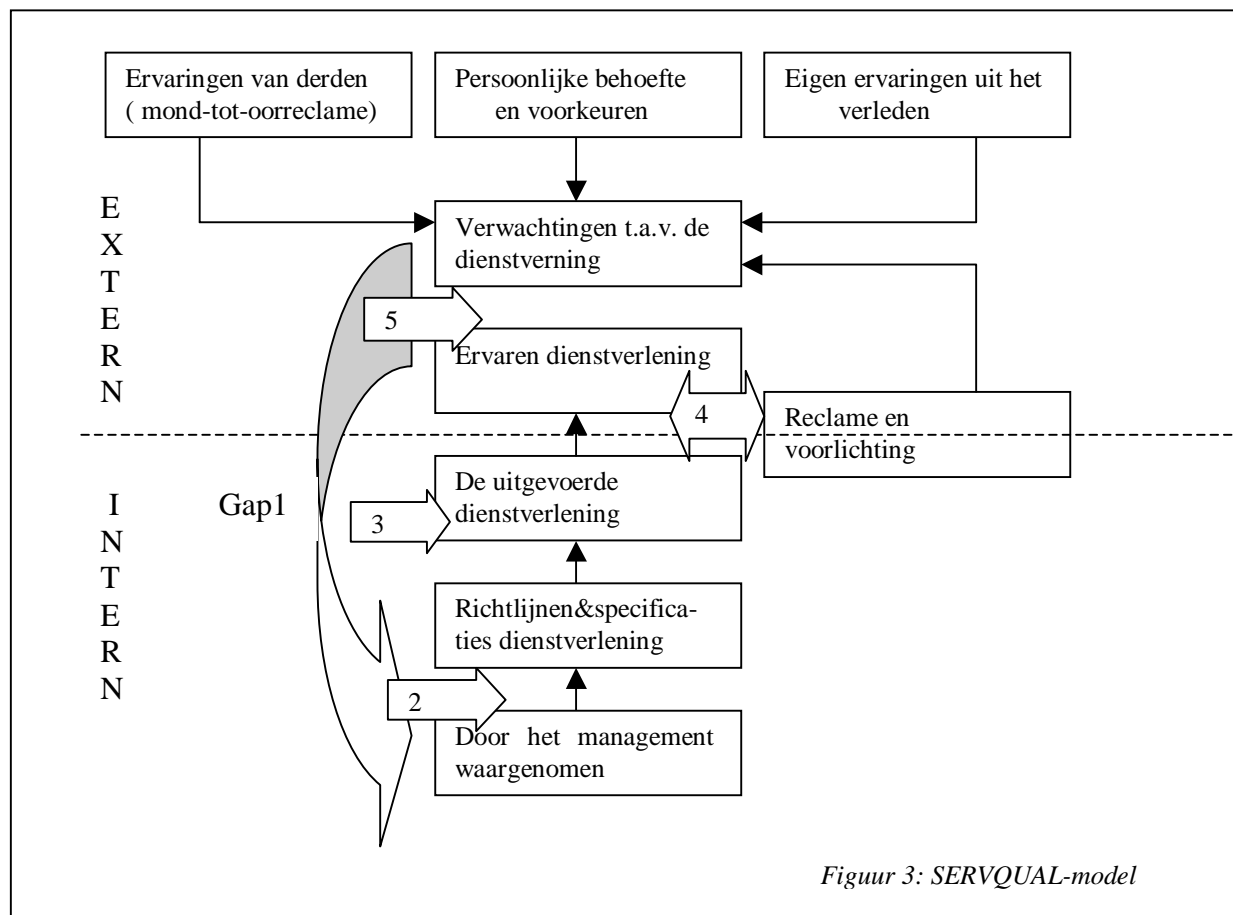 Ervaringen van derden
( mond-tot-oorreclame)
Persoonlijke behoefte
en voorkeuren
Eigen ervaringen uit het
verleden
EXTERN
Verwachtingen t.a.v. de
dienstverning
5
Ervaren dienstverlening
4
Reclame en
voorlichting
INTERN
Gap1
De uitgevoerde
dienstverlening
3
Richtlijnen&specifica-
ties dienstverlening
2
Door het management
waargenomen
Figuur 3: SERVQUAL-model